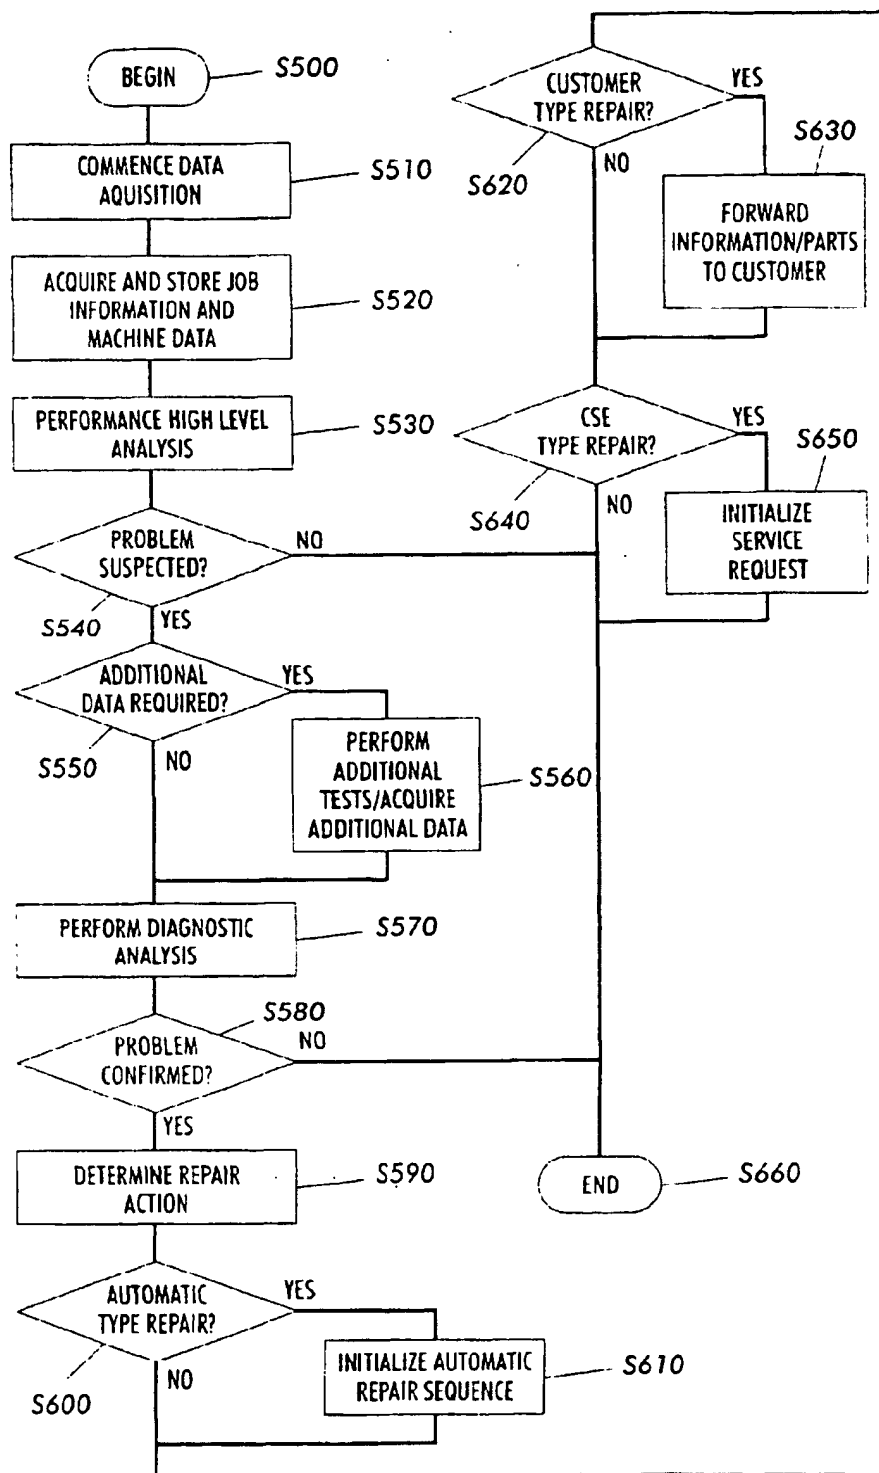 BEGIN
S500
COMMENCE DATA
AQUISITION
S510
ACQUIRE AND STORE JOB
INFORMATION AND
MACHINE DATA
S520
PERFORMANCE HIGH LEVEL
ANALYSIS
S530
PROBLEM
SUSPECTED?
NO
S540
YES
ADDITIONAL
DATA REQUIRED?
YES
S550
NO
PERFORM
ADDITIONAL
TESTS/ACQUIRE
ADDITIONAL DATA
S560
PERFORM DIAGNOSTIC
ANALYSIS
S570
S580
PROBLEM
CONFIRMED?
NO
YES
DETERMINE REPAIR
ACTION
S590
AUTOMATIC
TYPE REPAIR?
YES
S600
NO
INITIALIZE AUTOMATIC
REPAIR SEQUENCE
S610
CUSTOMER
TYPE REPAIR?
YES
S620
NO
S630
FORWARD
INFORMATION/PARTS
TO CUSTOMER
CSE
TYPE REPAIR?
YES
S640
NO
S650
INITIALIZE
SERVICE
REQUEST
END
S660